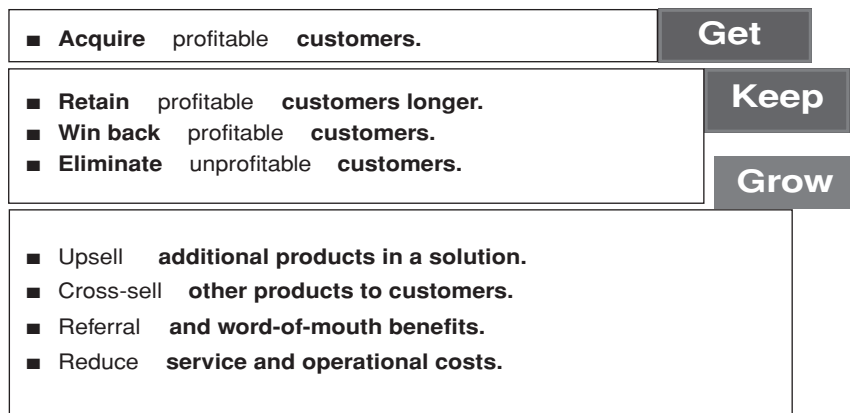 ■ Acquire profitable customers. Get
■ Retain profitable customers longer. Keep
■ Win back profitable customers.
■ Eliminate unprofitable customers.
Grow
■ Upsell additional products in a solution.
■ Cross-sell other products to customers.
■ Referral and word-of-mouth benefits.
■ Reduce service and operational costs.